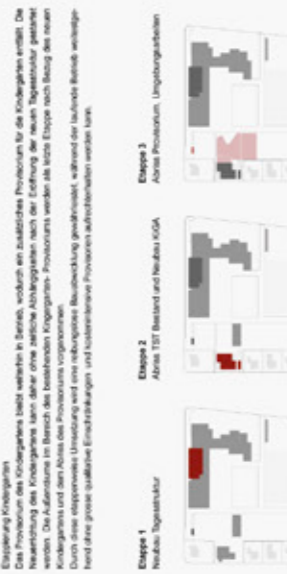 Etappierung Kindergarten
Das Provisorium des Kindergartens bleibt weiterhin in Betrieb, wodurch ein zusätzliches Provisorium für die Kindergärten entfällt. Die
Neuerrichtung des Kindergartens kann daher ohne zeitliche Abhängigkeiten nach der Eröffnung der neuen Tagesstruktur gestartet
werden. Die Außenräume im Bereich des bestehenden Kingergarten- Provisoriums werden als letzte Etappe nach Bezug des neuen
Kindergartens und dem Abriss des Provisoriums vorgenommen.
Durch diese etappenweise Umsetzung wird eine reibungslose Bauabwicklung gewährleistet, während der laufende Betrieb weitestge-
hend ohne grosse qualitative Einschränkungen und kostenintensive Provisorien aufrechterhalten werden kann.
Etappe 1
Neubau Tagesstruktur
Etappe 2
Abriss TST Bestand und Neubau KiGA
Etappe 3
Abriss Provisorium, Umgebungsarbeiten